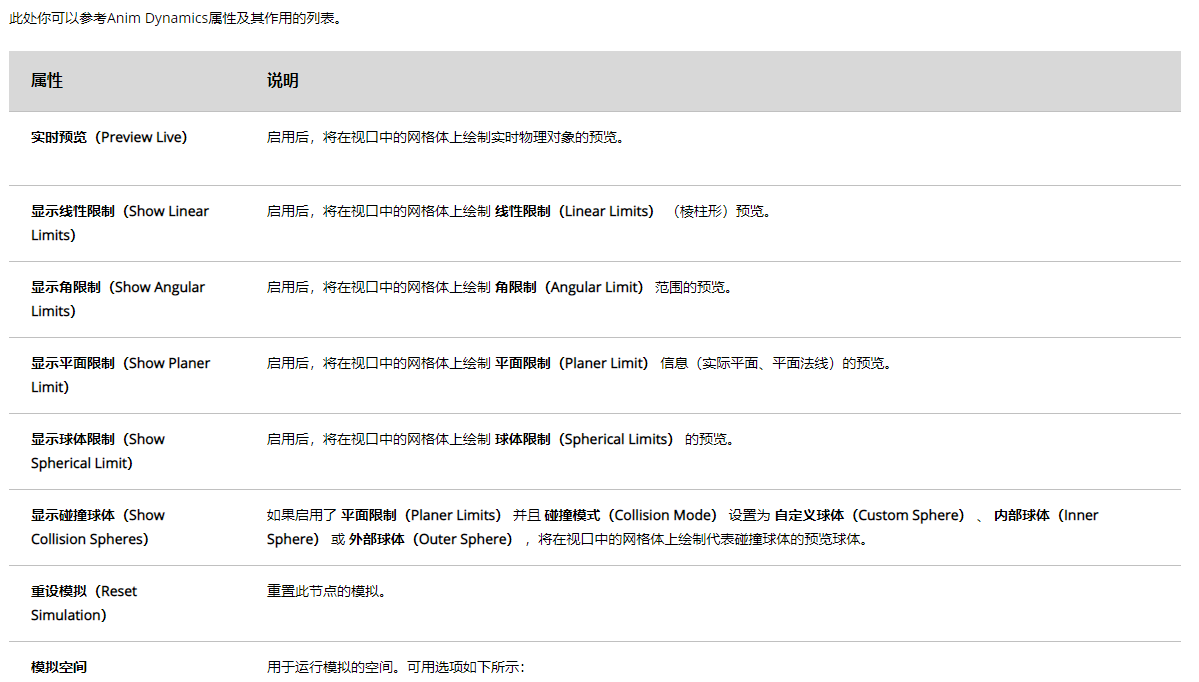 此处你可以参考Anim Dynamics属性及其作用的列表。
属性 说明
实时预览（Preview Live） 启用后，将在视口中的网格体上绘制实时物理对象的预览。
显示线性限制（Show Linear Limits） 启用后，将在视口中的网格体上绘制 线性限制（Linear Limits） （棱柱形）预览。
显示角限制（Show Angular Limits） 启用后，将在视口中的网格体上绘制 角限制（Angular Limit） 范围的预览。
显示平面限制（Show Planer Limit） 启用后，将在视口中的网格体上绘制 平面限制（Planer Limit） 信息（实际平面、平面法线）的预览。
显示球体限制（Show Spherical Limit） 启用后，将在视口中的网格体上绘制 球体限制（Spherical Limits） 的预览。
显示碰撞球体（Show Collision Spheres） 如果启用了 平面限制（Planer Limits） 并且 碰撞模式（Collision Mode） 设置为 自定义球体（Custom Sphere） 、 内部球体（Inner Sphere） 或 外部球体（Outer Sphere） ，将在视口中的网格体上绘制代表碰撞球体的预览球体。
重设模拟（Reset Simulation） 重置此节点的模拟。
模拟空间 用于运行模拟的空间。可用选项如下所示：